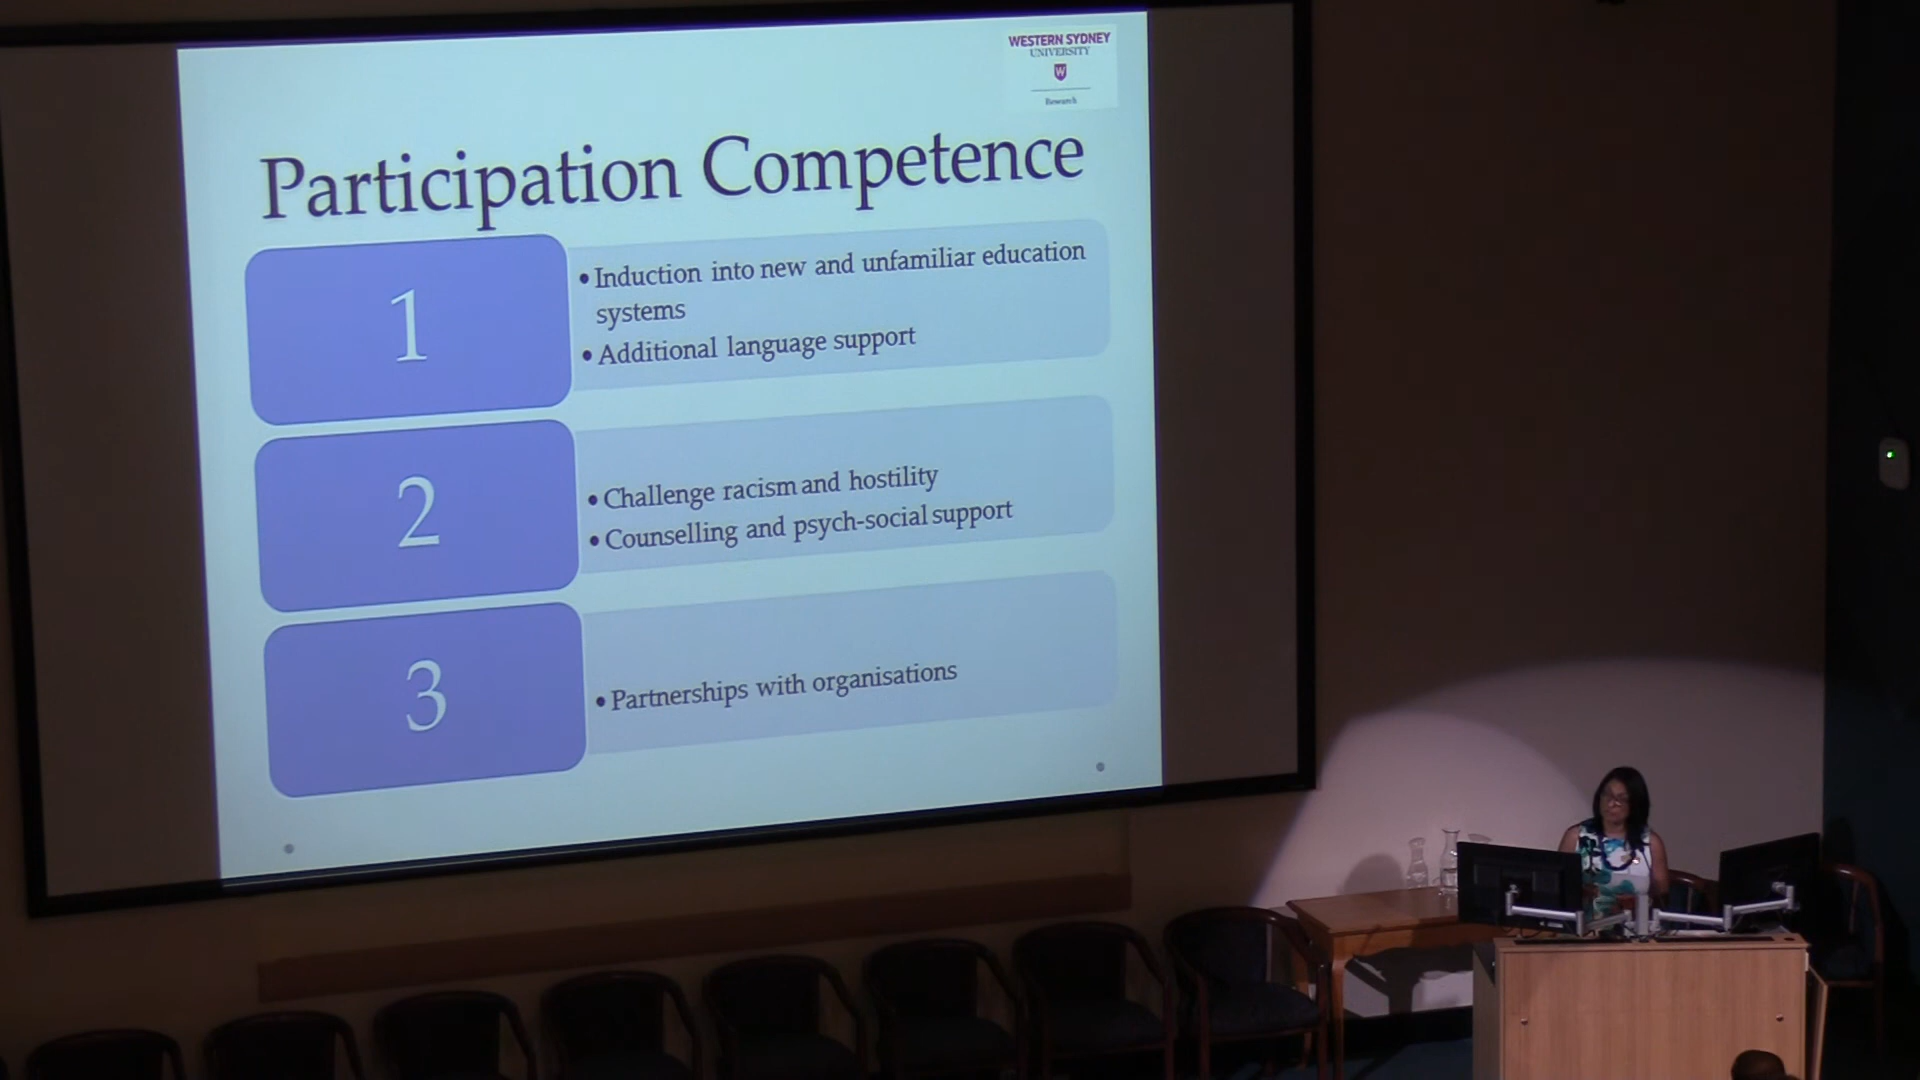 WESTERN SYDNEY
UNIVERSITY
W
Research
Participation Competence
1
• Induction into new and unfamiliar education
systems
• Additional language support
2
• Challenge racism and hostility
• Counselling and psych-social support
3
• Partnerships with organisations